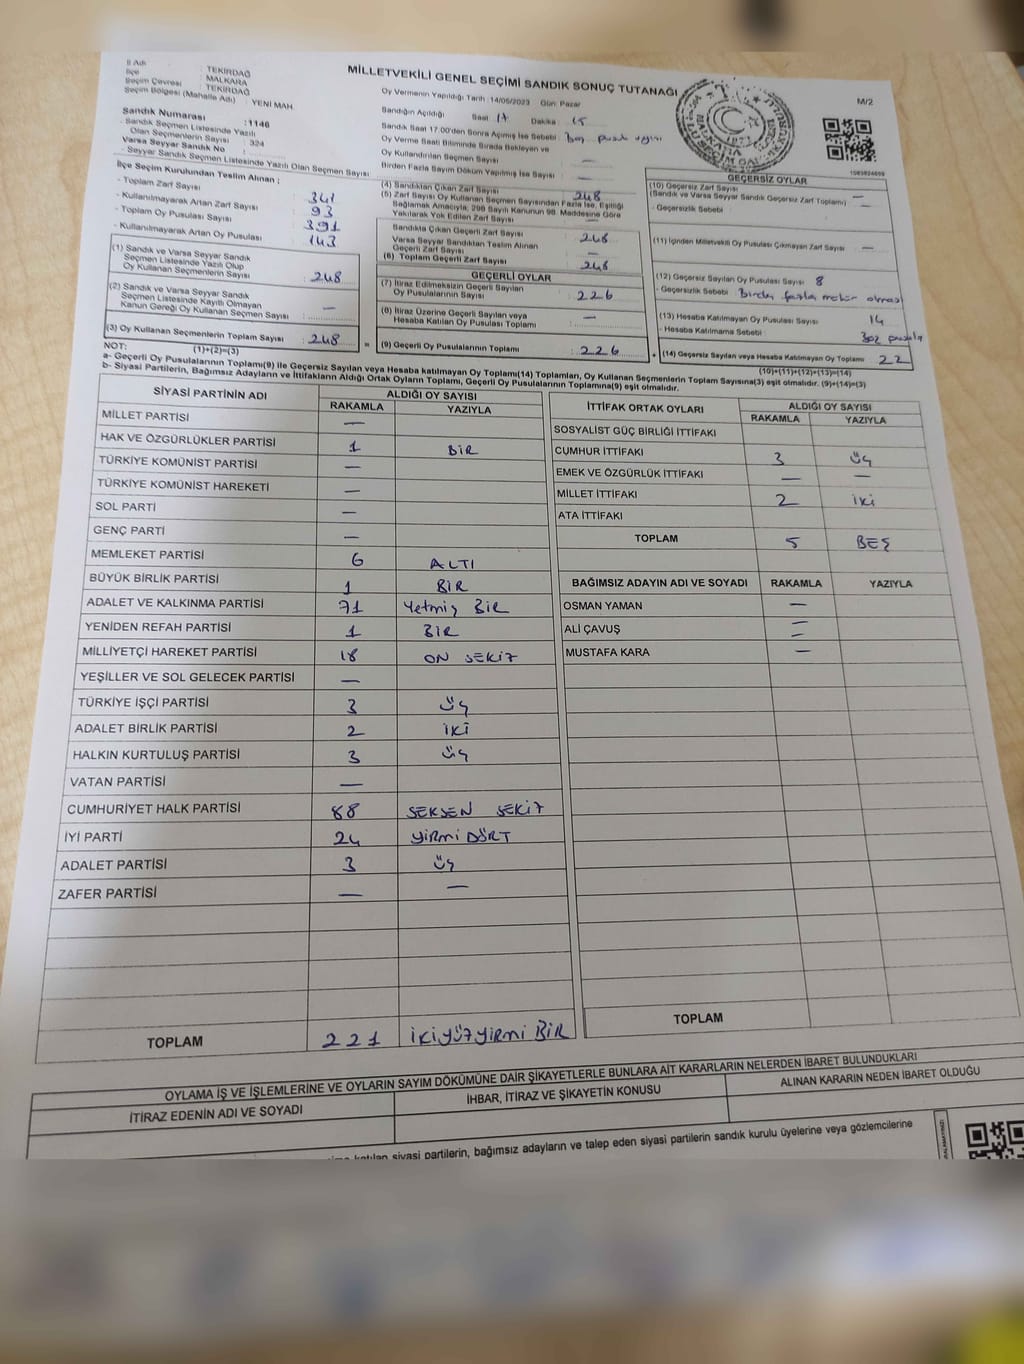 İl Adı : TEKİRDAĞ
İlçe : MALKARA
Seçim Çevresi : TEKİRDAĞ
Seçim Bölgesi (Mahalle Adı) : YENİ MAH
MİLLETVEKİLİ GENEL SEÇİMİ SANDIK SONUÇ TUTANAĞI
M/2
Sandık Numarası :1146
- Sandık Seçmen Listesinde Yazılı
Olan Seçmenlerin Sayısı : 324
Varsa Seyyar Sandık No :
- Seyyar Sandık Seçmen Listesinde Yazılı Olan Seçmen Sayısı
Oy Vermenin Yapıldığı Tarih :14/05/2023 Gün: Pazar
Sandığın Açıldığı Saat 17 Dakika 15
Sandık Saat 17.00'den Sonra Açılmış İse Sebebi :
Oy Verme Saati Bitiminde Sırada Bekleyen ve
Oy Kullandırılan Seçmen Sayısı : —
Birden Fazla Sayım Döküm Yapılmış İse Sayısı : —
İlçe Seçim Kurulundan Teslim Alınan ;
- Toplam Zarf Sayısı : 341
- Kullanılmayarak Artan Zarf Sayısı : 93
- Toplam Oy Pusulası Sayısı : 391
- Kullanılmayarak Artan Oy Pusulası : 143
(1) Sandık ve Varsa Seyyar Sandık
Seçmen Listesinde Yazılı Olup
Oy Kullanan Seçmenlerin Sayısı : 248
(2) Sandık ve Varsa Seyyar Sandık
Seçmen Listesinde Kayıtlı Olmayan
Kanun Gereği Oy Kullanan Seçmen Sayısı : —
(3) Oy Kullanan Seçmenlerin Toplam Sayısı : 248
(4) Sandıktan Çıkan Zarf Sayısı : 248
(5) Zarf Sayısı Oy Kullanan Seçmen Sayısından Fazla İse, Eşitliği
Sağlamak Amacıyla, 298 Sayılı Kanunun 98. Maddesine Göre
Yakılarak Yok Edilen Zarf Sayısı : —
Sandıkta Çıkan Geçerli Zarf Sayısı : 248
Varsa Seyyar Sandıktan Teslim Alınan
Geçerli Zarf Sayısı : —
(6) Toplam Geçerli Zarf Sayısı : 248
GEÇERLİ OYLAR
(7) İtiraz Edilmeksizin Geçerli Sayılan
Oy Pusulalarının Sayısı : 226
(8) İtiraz Üzerine Geçerli Sayılan veya
Hesaba Katılan Oy Pusulası Toplamı : —
= (9) Geçerli Oy Pusulalarının Toplamı : 226
GEÇERSİZ OYLAR
(10) Geçersiz Zarf Sayısı
(Sandık ve Varsa Seyyar Sandık Geçersiz Zarf Toplamı) : —
- Geçersizlik Sebebi :
(11) İçinden Milletvekili Oy Pusulası Çıkmayan Zarf Sayısı : —
(12) Geçersiz Sayılan Oy Pusulası Sayısı : 8
- Geçersizlik Sebebi : Birden fazla mühür olması
(13) Hesaba Katılmayan Oy Pusulası Sayısı : 14
- Hesaba Katılmama Sebebi : Boş pusula
+ (14) Geçersiz Sayılan veya Hesaba Katılmayan Oy Toplamı : 22
NOT: (1)+(2)=(3)
(10)+(11)+(12)+(13)=(14)
a- Geçerli Oy Pusulalarının Toplamı(9) ile Geçersiz Sayılan veya Hesaba katılmayan Oy Toplamı(14) Toplamları, Oy Kullanan Seçmenlerin Toplam Sayısına(3) eşit olmalıdır. (9)+(14)=(3)
b- Siyasi Partilerin, Bağımsız Adayların ve İttifakların Aldığı Ortak Oyların Toplamı, Geçerli Oy Pusulalarının Toplamına(9) eşit olmalıdır.
SİYASİ PARTİNİN ADI ALDIĞI OY SAYISI
RAKAMLA YAZIYLA
MİLLET PARTİSİ —
HAK VE ÖZGÜRLÜKLER PARTİSİ 1 BİR
TÜRKİYE KOMÜNİST PARTİSİ —
TÜRKİYE KOMÜNİST HAREKETİ —
SOL PARTİ —
GENÇ PARTİ —
MEMLEKET PARTİSİ 6 ALTI
BÜYÜK BİRLİK PARTİSİ 1 BİR
ADALET VE KALKINMA PARTİSİ 71 Yetmiş BİR
YENİDEN REFAH PARTİSİ 1 BİR
MİLLİYETÇİ HAREKET PARTİSİ 18 ON SEKİZ
YEŞİLLER VE SOL GELECEK PARTİSİ —
TÜRKİYE İŞÇİ PARTİSİ 3 üç
ADALET BİRLİK PARTİSİ 2 İKİ
HALKIN KURTULUŞ PARTİSİ 3 üç
VATAN PARTİSİ —
CUMHURİYET HALK PARTİSİ 88 SEKSEN SEKİZ
İYİ PARTİ 24 YİRMİ DÖRT
ADALET PARTİSİ 3 üç
ZAFER PARTİSİ — —
TOPLAM 221 İKİYÜZYİRMİ BİR
İTTİFAK ORTAK OYLARI ALDIĞI OY SAYISI
RAKAMLA YAZIYLA
SOSYALİST GÜÇ BİRLİĞİ İTTİFAKI
CUMHUR İTTİFAKI 3 üç
EMEK VE ÖZGÜRLÜK İTTİFAKI — —
MİLLET İTTİFAKI 2 İKİ
ATA İTTİFAKI
TOPLAM 5 BEŞ
BAĞIMSIZ ADAYIN ADI VE SOYADI RAKAMLA YAZIYLA
OSMAN YAMAN —
ALİ ÇAVUŞ —
MUSTAFA KARA —
TOPLAM
OYLAMA İŞ VE İŞLEMLERİNE VE OYLARIN SAYIM DÖKÜMÜNE DAİR ŞİKAYETLERLE BUNLARA AİT KARARLARIN NELERDEN İBARET BULUNDUKLARI
İTİRAZ EDENİN ADI VE SOYADI İHBAR, İTİRAZ VE ŞİKAYETİN KONUSU ALINAN KARARIN NEDEN İBARET OLDUĞU
katılan siyasi partilerin, bağımsız adayların ve talep eden siyasi partilerin sandık kurulu üyelerine veya gözlemcilerine